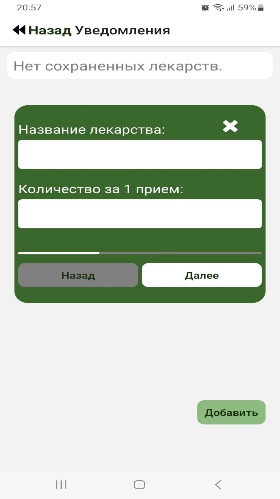 20:57 59%
Назад Уведомления
Нет сохраненных лекарств.
Название лекарства:
Количество за 1 прием:
Назад Далее
Добавить